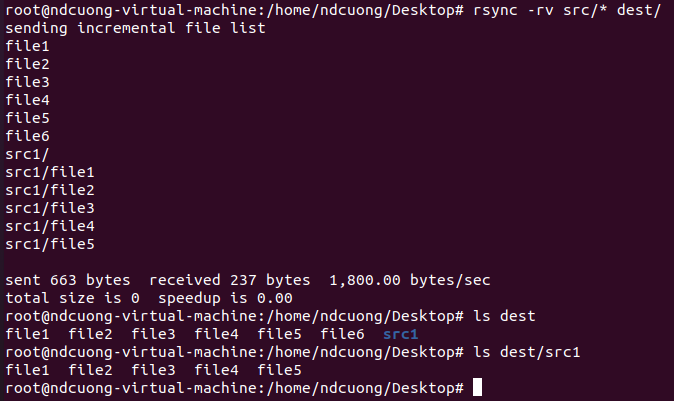 root@ndcuong-virtual-machine:/home/ndcuong/Desktop# rsync -rv src/* dest/
sending incremental file list
file1
file2
file3
file4
file5
file6
src1/
src1/file1
src1/file2
src1/file3
src1/file4
src1/file5

sent 663 bytes  received 237 bytes  1,800.00 bytes/sec
total size is 0  speedup is 0.00
root@ndcuong-virtual-machine:/home/ndcuong/Desktop# ls dest
file1  file2  file3  file4  file5  file6  src1
root@ndcuong-virtual-machine:/home/ndcuong/Desktop# ls dest/src1
file1  file2  file3  file4  file5
root@ndcuong-virtual-machine:/home/ndcuong/Desktop#